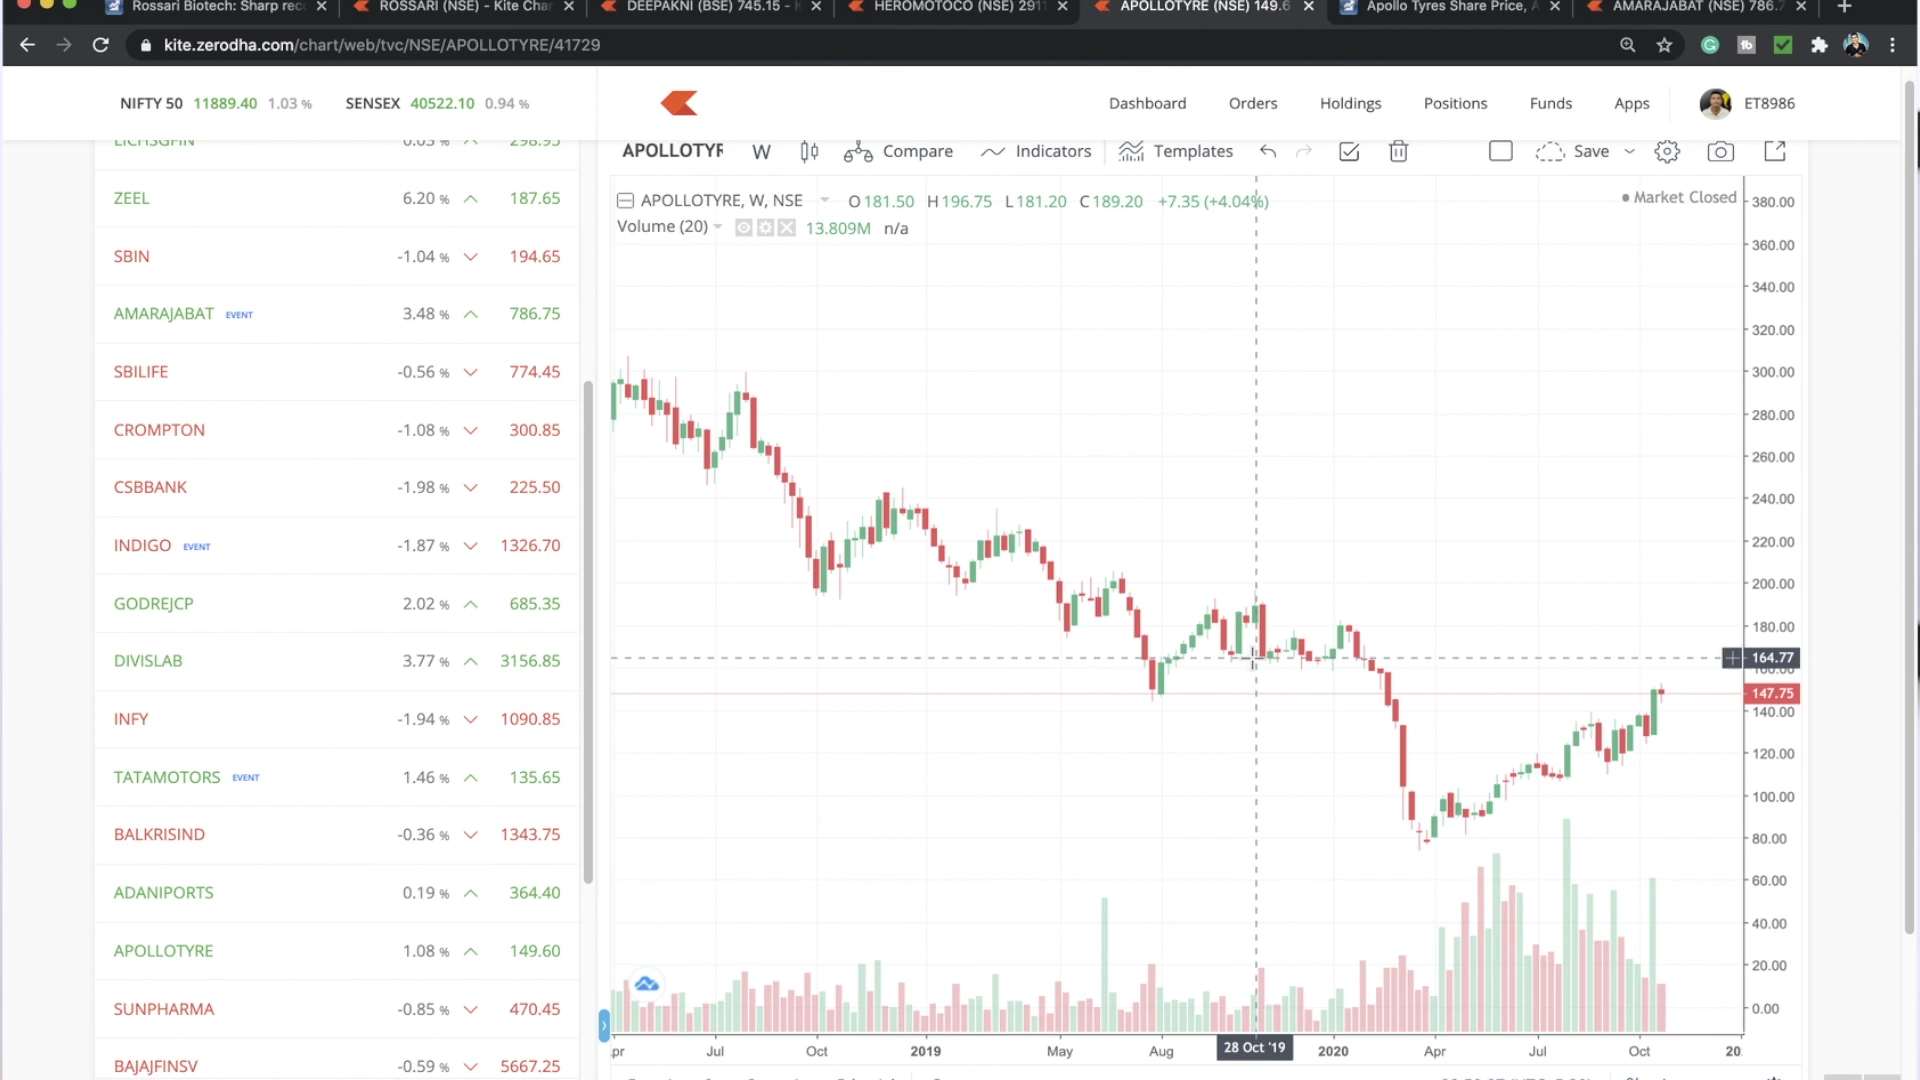 Rossari Biotech: Sharp rec
ROSSARI (NSE) - Kite Char
DEEPAKNI (BSE) 745.15 - K
HEROMOTOCO (NSE) 2911
APOLLOTYRE (NSE) 149.6
Apollo Tyres Share Price, A
AMARAJABAT (NSE) 786.7
kite.zerodha.com/chart/web/tvc/NSE/APOLLOTYRE/41729
NIFTY 50 11889.40 1.03 %
SENSEX 40522.10 0.94 %
Dashboard Orders Holdings Positions Funds Apps ET8986
LICHSGFIN 6.05 % 298.95
ZEEL 6.20 % 187.65
SBIN -1.04 % 194.65
AMARAJABAT EVENT 3.48 % 786.75
SBILIFE -0.56 % 774.45
CROMPTON -1.08 % 300.85
CSBBANK -1.98 % 225.50
INDIGO EVENT -1.87 % 1326.70
GODREJCP 2.02 % 685.35
DIVISLAB 3.77 % 3156.85
INFY -1.94 % 1090.85
TATAMOTORS EVENT 1.46 % 135.65
BALKRISIND -0.36 % 1343.75
ADANIPORTS 0.19 % 364.40
APOLLOTYRE 1.08 % 149.60
SUNPHARMA -0.85 % 470.45
BAJAJFINSV -0.59 % 5667.25
APOLLOTYR W Compare Indicators Templates Save
APOLLOTYRE, W, NSE O 181.50 H 196.75 L 181.20 C 189.20 +7.35 (+4.04%)
Market Closed
Volume (20) 13.809M n/a
380.00
360.00
340.00
320.00
300.00
280.00
260.00
240.00
220.00
200.00
180.00
164.77
160.00
147.75
140.00
120.00
100.00
80.00
60.00
40.00
20.00
0.00
pr Jul Oct 2019 May Aug 28 Oct '19 2020 Apr Jul Oct 20